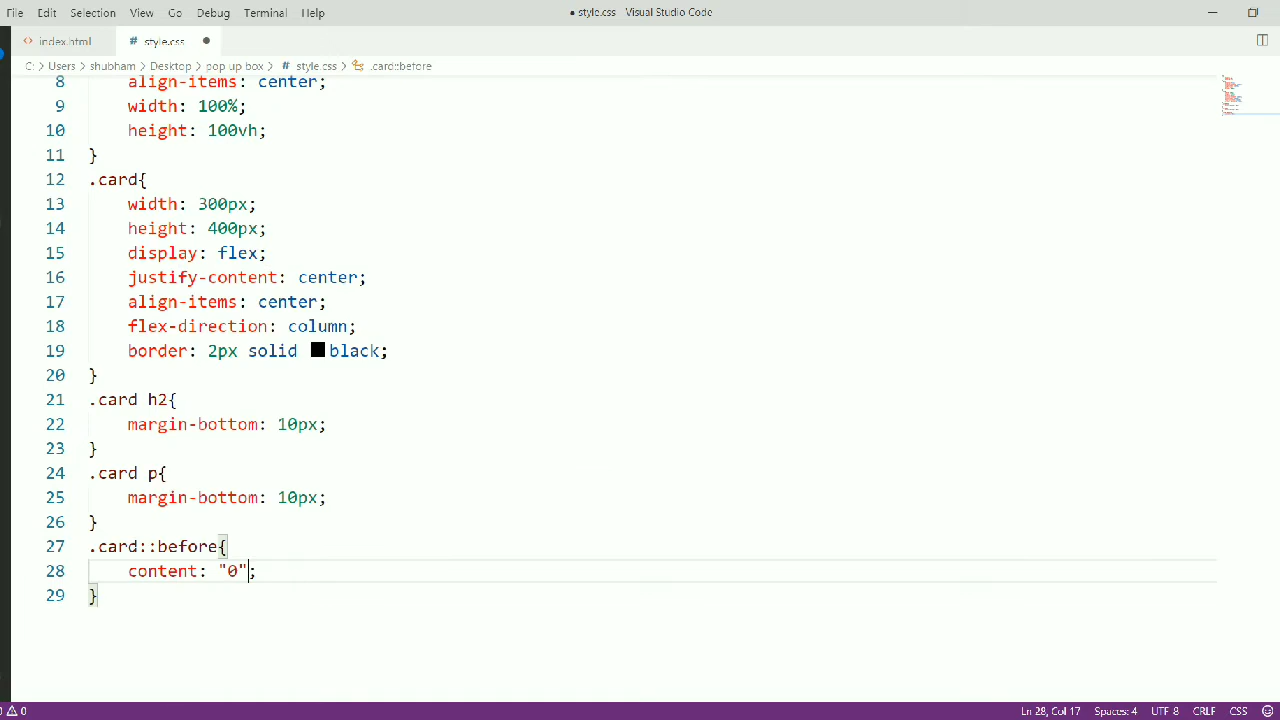 File Edit Selection View Go Debug Terminal Help ● style.css - Visual Studio Code
<> index.html # style.css ●
C: > Users > shubham > Desktop > pop up box > # style.css > .card::before
8 align-items: center;
9 width: 100%;
10 height: 100vh;
11 }
12 .card{
13 width: 300px;
14 height: 400px;
15 display: flex;
16 justify-content: center;
17 align-items: center;
18 flex-direction: column;
19 border: 2px solid black;
20 }
21 .card h2{
22 margin-bottom: 10px;
23 }
24 .card p{
25 margin-bottom: 10px;
26 }
27 .card::before{
28 content: "0";
29 }
0 Ln 28, Col 17 Spaces: 4 UTF 8 CRLF CSS